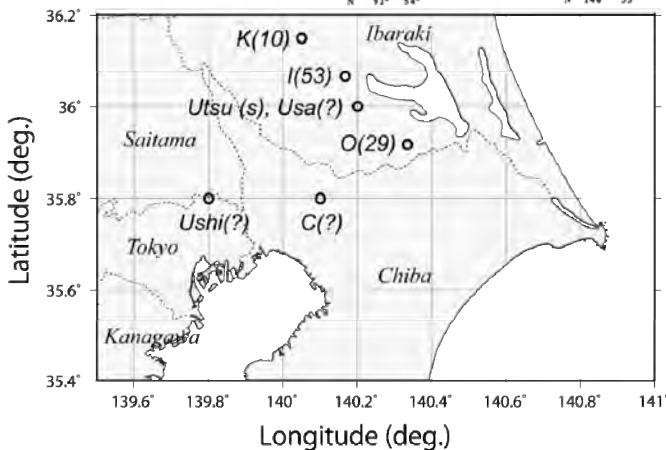 36.2°
K(10)
Ibaraki
I(53)
36°
Utsu (s), Usa(?)
O(29)
Saitama
35.8°
Ushi(?)
C(?)
Tokyo
Chiba
35.6°
Kanagawa
35.4°
139.6° 139.8° 140° 140.2° 140.4° 140.6° 140.8° 141
Latitude (deg.)
Longitude (deg.)